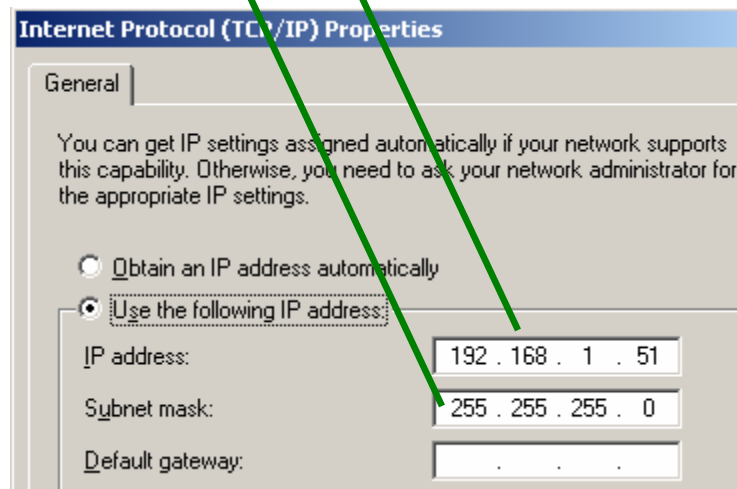 Internet Protocol (TCP/IP) Properties
General
You can get IP settings assigned automatically if your network supports
this capability. Otherwise, you need to ask your network administrator for
the appropriate IP settings.
Obtain an IP address automatically
Use the following IP address:
IP address: 192 . 168 . 1 . 51
Subnet mask: 255 . 255 . 255 . 0
Default gateway: . . .